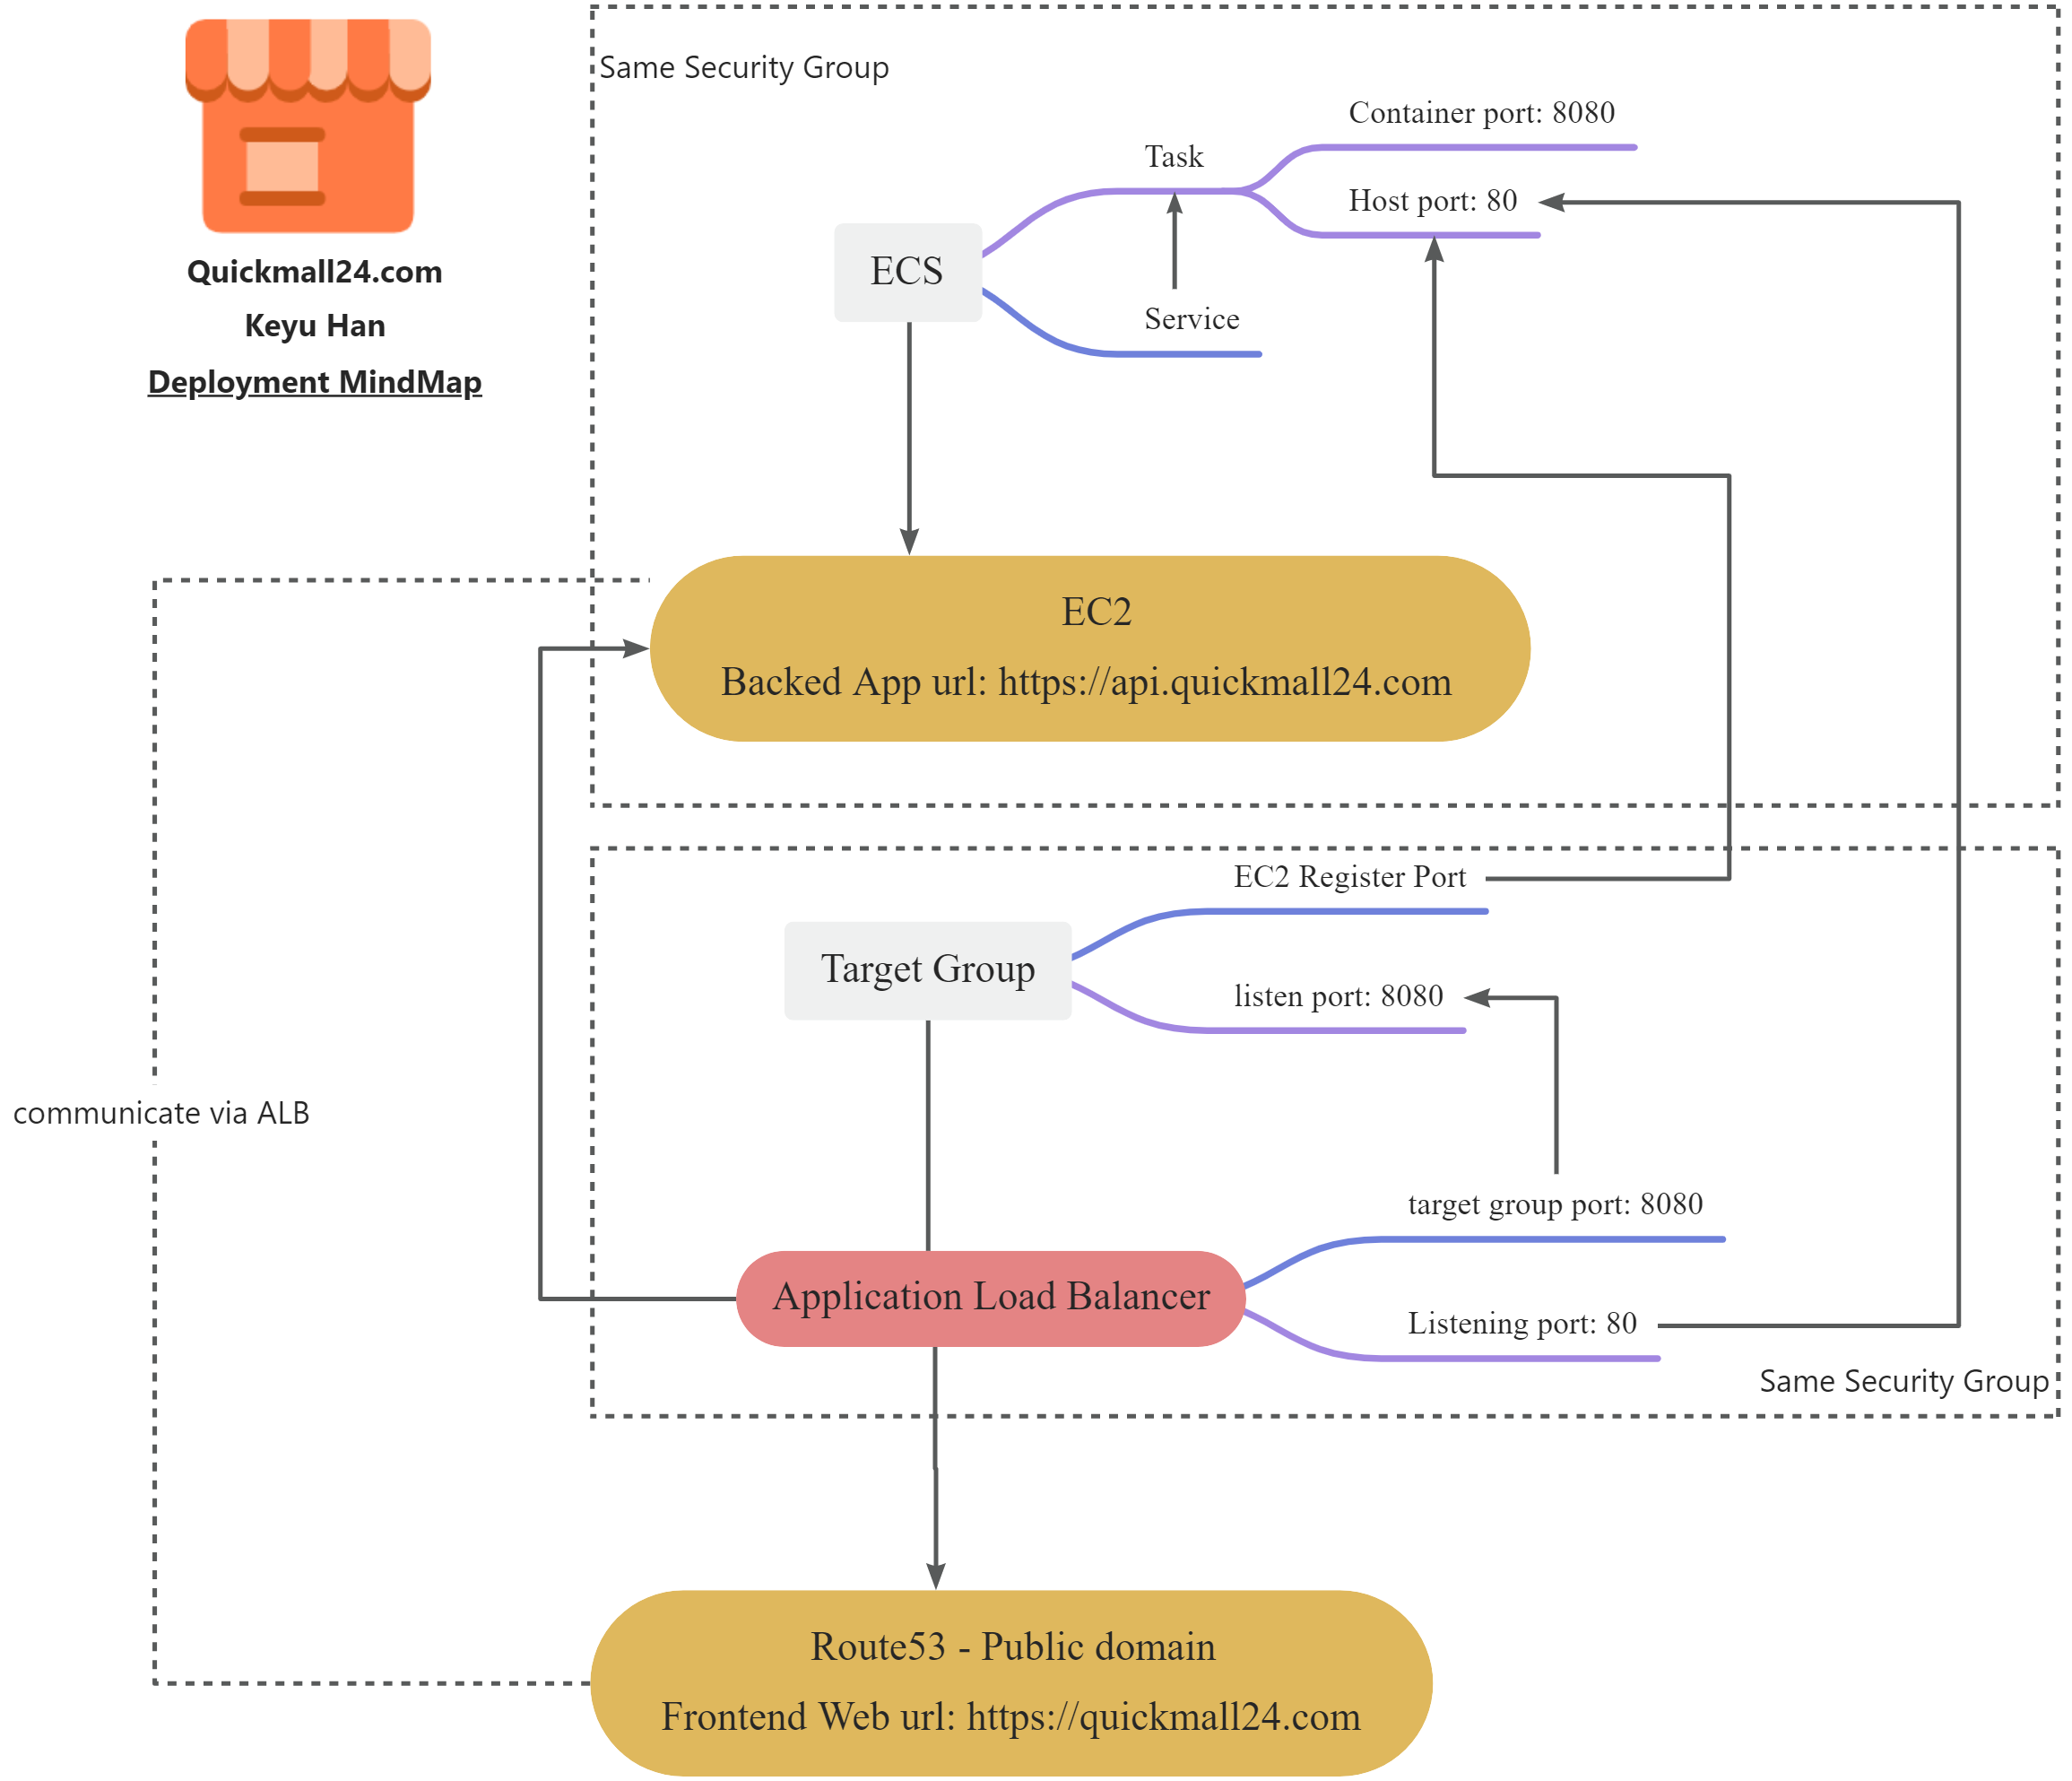 Quickmall24.com
Keyu Han
Deployment MindMap
Same Security Group
Container port: 8080
Task
Host port: 80
ECS
Service
EC2
Backed App url: https://api.quickmall24.com
EC2 Register Port
Target Group
listen port: 8080
communicate via ALB
target group port: 8080
Application Load Balancer
Listening port: 80
Same Security Group
Route53 - Public domain
Frontend Web url: https://quickmall24.com